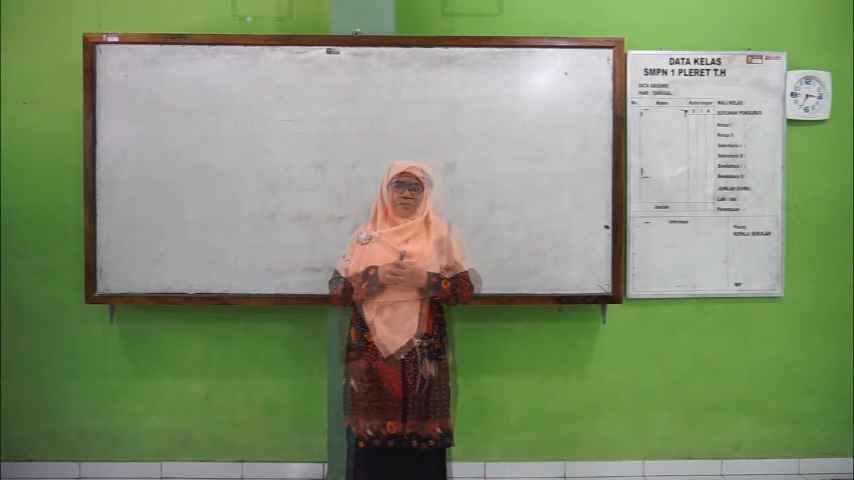 DATA KELAS
SMPN 1 PLERET T.H
DATA ABSENSI
HARI / TANGGAL
No. Nama Keterangan
S I A
WALI KELAS
SUSUNAN PENGURUS
Ketua I
Ketua II
Sekretaris I
Sekretaris II
Bendahara I
Bendahara II
JUMLAH SISWA
Laki - laki
Perempuan
Jumlah
Informasi
Pleret,
KEPALA SEKOLAH
NIP